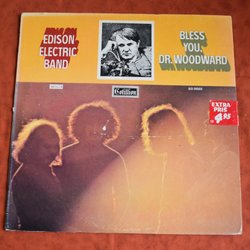 EDISON
ELECTRIC
BAND
BLESS
YOU,
DR. WOODWARD
Cotillion
EXTRA
PRIS